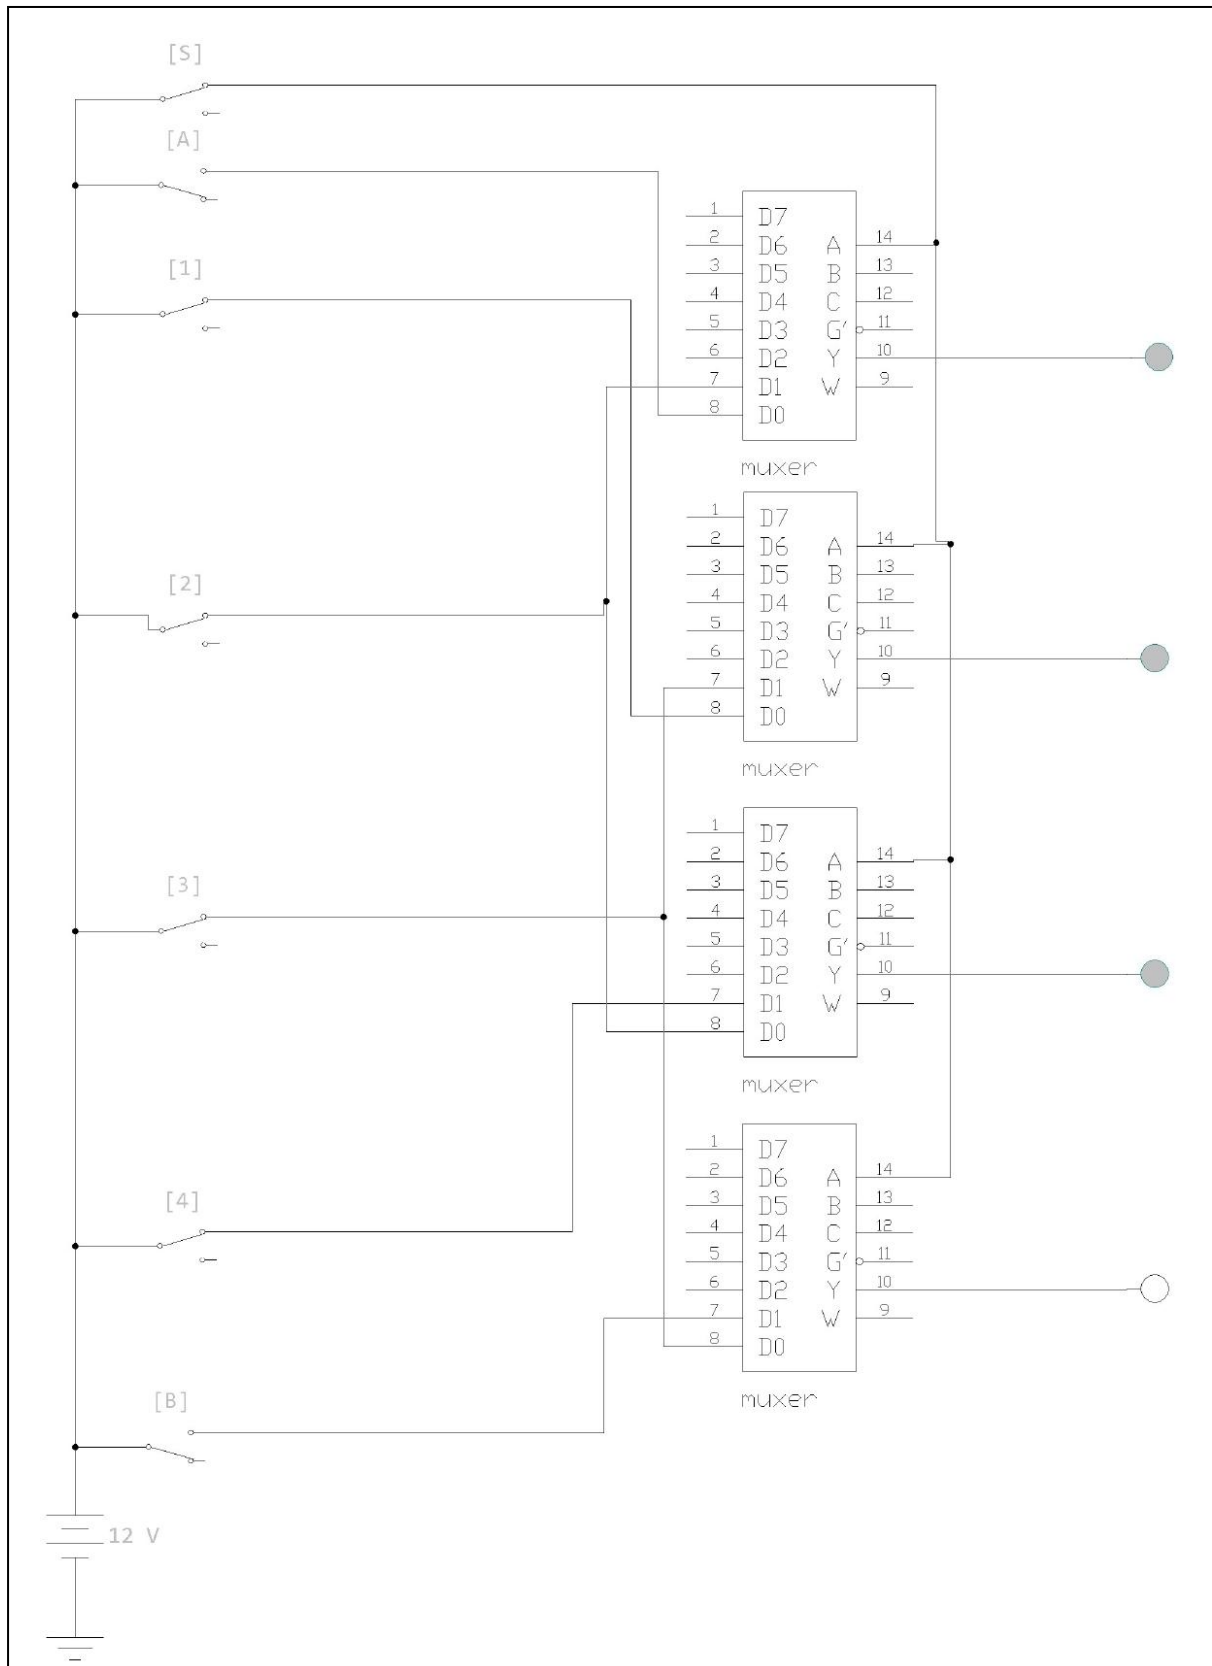 [S]
[A]
[1]
1 D7
2 D6 A 14
3 D5 B 13
4 D4 C 12
5 D3 G' 11
6 D2 Y 10
7 D1 W 9
8 D0
muxer
[2]
1 D7
2 D6 A 14
3 D5 B 13
4 D4 C 12
5 D3 G' 11
6 D2 Y 10
7 D1 W 9
8 D0
muxer
[3]
1 D7
2 D6 A 14
3 D5 B 13
4 D4 C 12
5 D3 G' 11
6 D2 Y 10
7 D1 W 9
8 D0
muxer
[4]
1 D7
2 D6 A 14
3 D5 B 13
4 D4 C 12
5 D3 G' 11
6 D2 Y 10
7 D1 W 9
8 D0
muxer
[B]
12 V